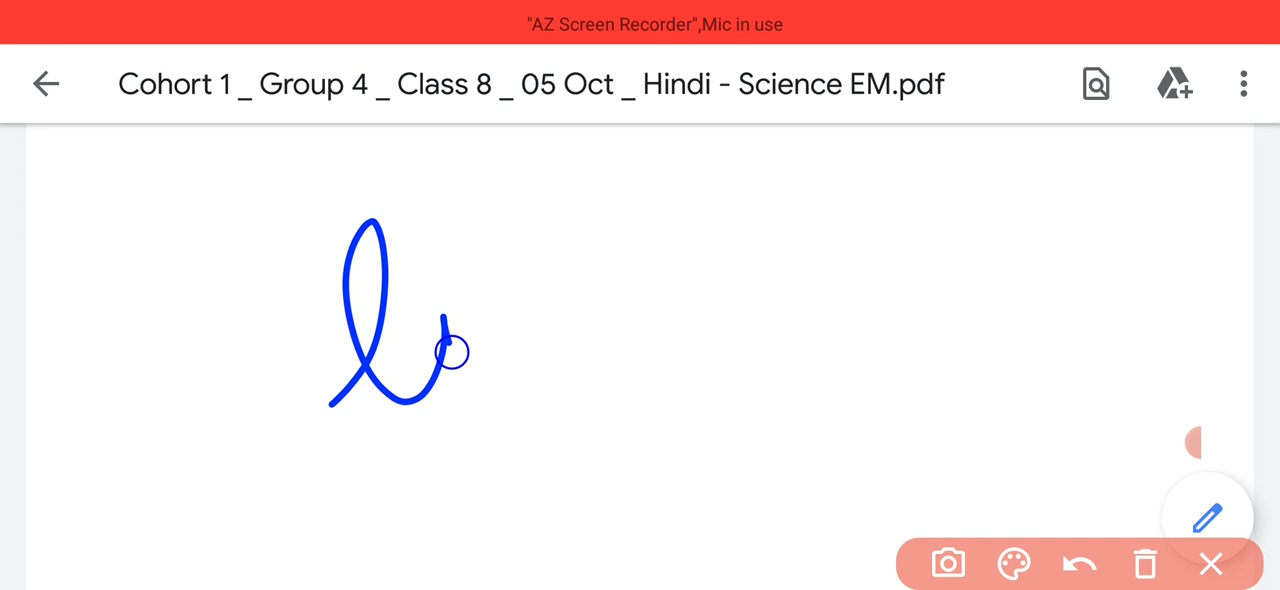 "AZ Screen Recorder",Mic in use
Cohort 1 _ Group 4 _ Class 8 _ 05 Oct _ Hindi - Science EM.pdf